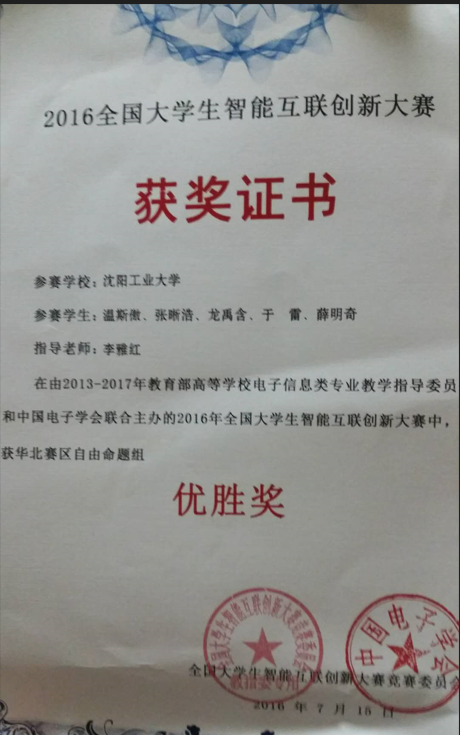 2016全国大学生智能互联创新大赛
获奖证书
参赛学校：沈阳工业大学
参赛学生：温斯傲、张晰浩、龙禹含、于 雷、薛明奇
指导老师：李雅红
在由2013-2017年教育部高等学校电子信息类专业教学指导委员
和中国电子学会联合主办的2016年全国大学生智能互联创新大赛中，
获华北赛区自由命题组
优胜奖
中国电子学会
全国大学生智能互联创新大赛竞赛委员会
教指委专用
2016 年 7 月 15 日